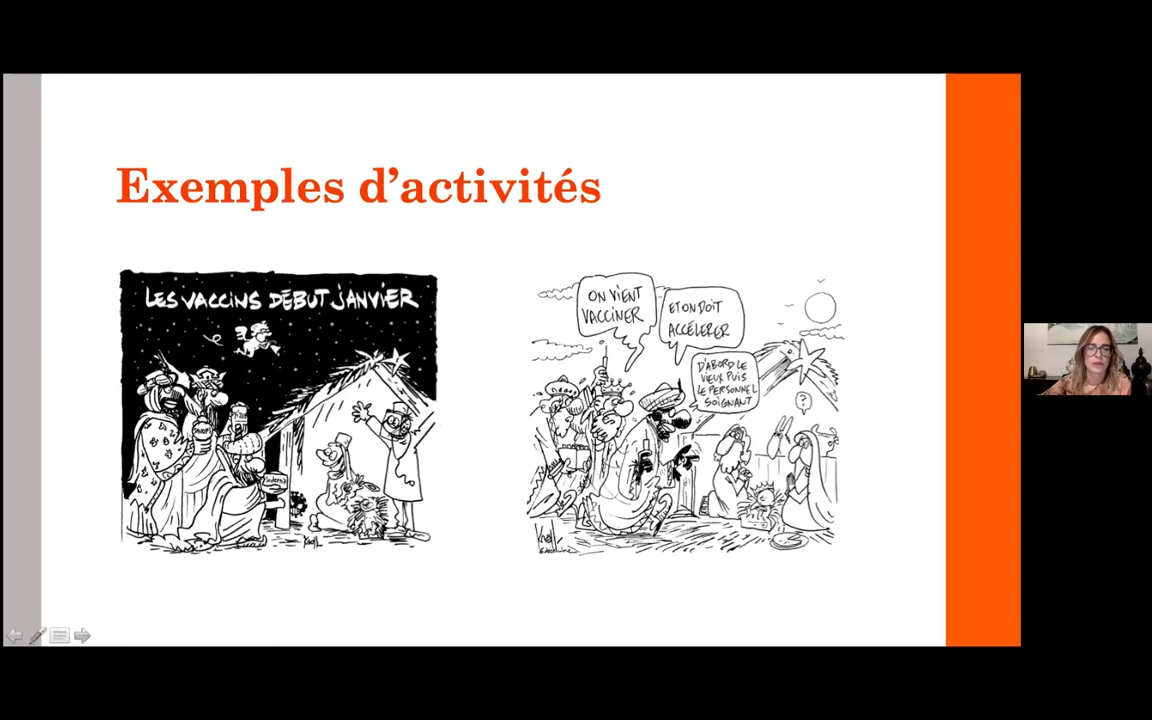 Exemples d'activités
LES VACCINS DÉBUT JANVIER
ON VIENT
VACCINER
ET ON DOIT
ACCÉLERER
D'ABORD LE
VIEUX PUIS
LE PERSONNEL
SOIGNANT
?